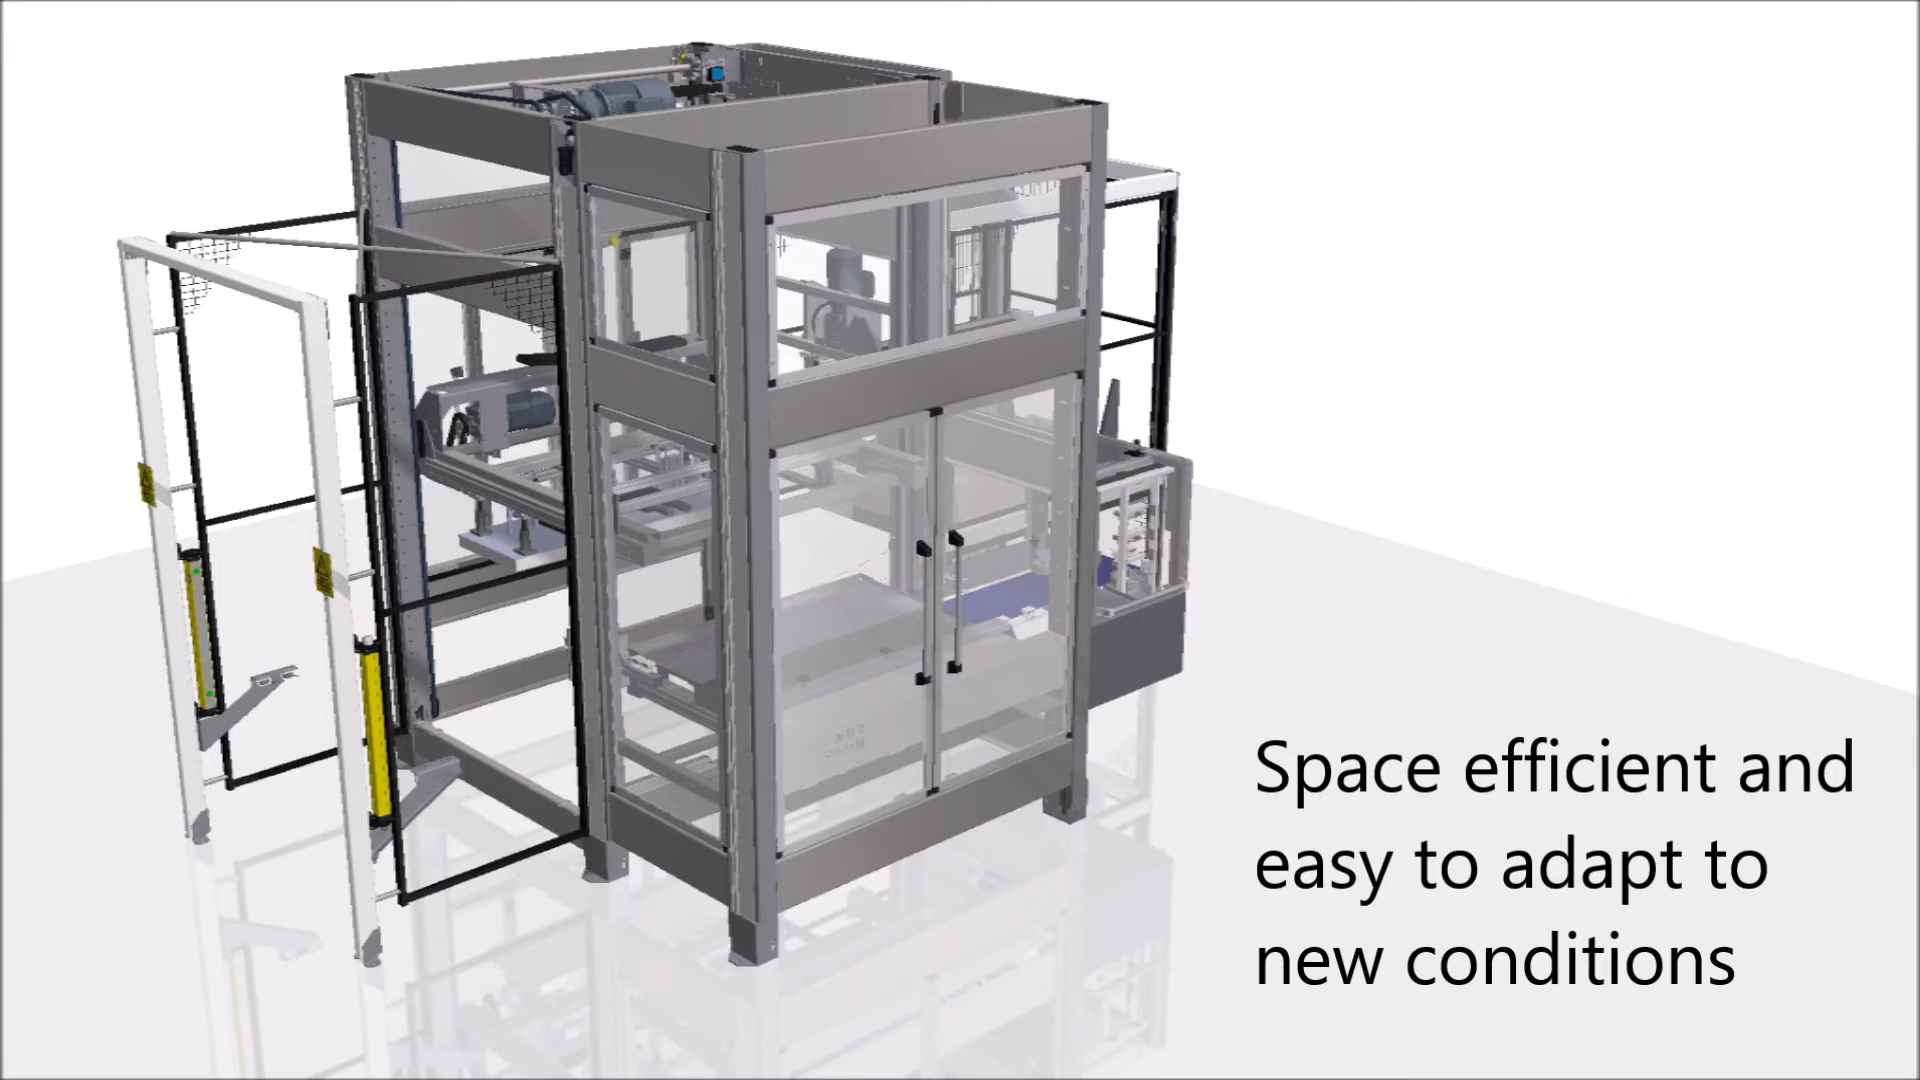 Space efficient and
easy to adapt to
new conditions